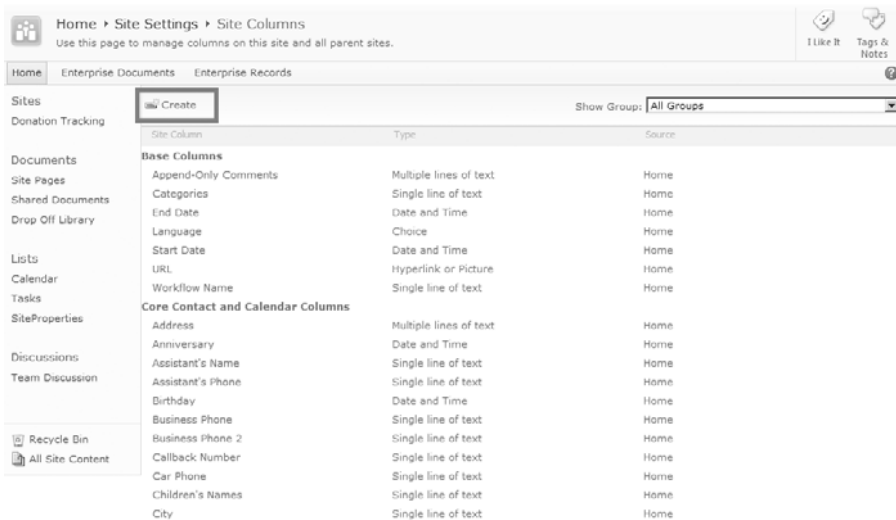 Home ▸ Site Settings ▸ Site Columns
Use this page to manage columns on this site and all parent sites.
I Like It
Tags & Notes
Home Enterprise Documents Enterprise Records
Sites
Donation Tracking
Documents
Site Pages
Shared Documents
Drop Off Library
Lists
Calendar
Tasks
SiteProperties
Discussions
Team Discussion
Recycle Bin
All Site Content
Create
Show Group: All Groups
Site Column Type Source
Base Columns
Append-Only Comments Multiple lines of text Home
Categories Single line of text Home
End Date Date and Time Home
Language Choice Home
Start Date Date and Time Home
URL Hyperlink or Picture Home
Workflow Name Single line of text Home
Core Contact and Calendar Columns
Address Multiple lines of text Home
Anniversary Date and Time Home
Assistant's Name Single line of text Home
Assistant's Phone Single line of text Home
Birthday Date and Time Home
Business Phone Single line of text Home
Business Phone 2 Single line of text Home
Callback Number Single line of text Home
Car Phone Single line of text Home
Children's Names Single line of text Home
City Single line of text Home